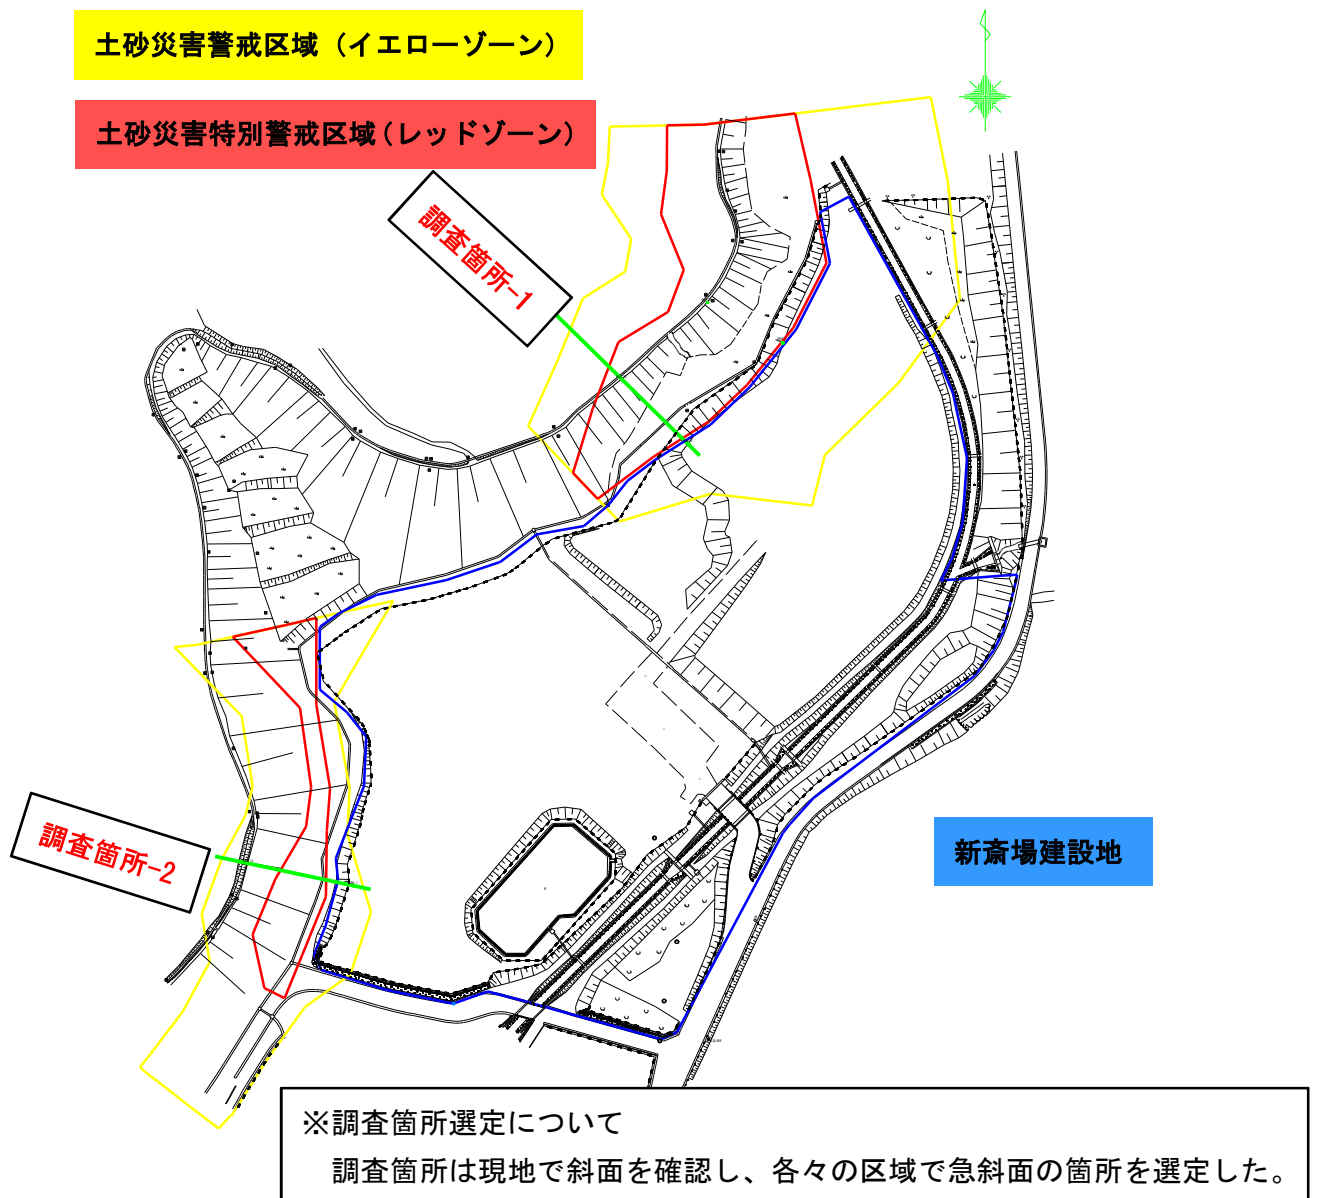 土砂災害警戒区域（イエローゾーン）
土砂災害特別警戒区域（レッドゾーン）
調査箇所-1
調査箇所-2
新斎場建設地
※調査箇所選定について
調査箇所は現地で斜面を確認し、各々の区域で急斜面の箇所を選定した。